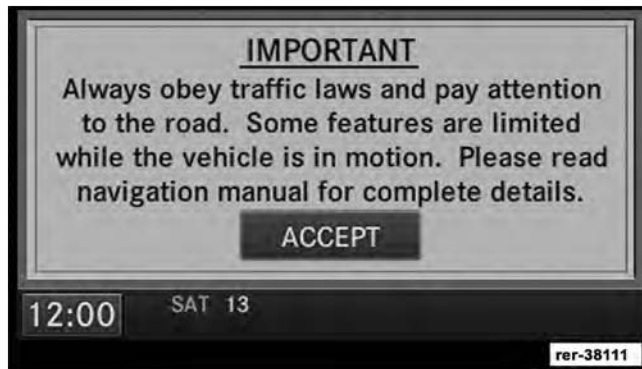 IMPORTANT
Always obey traffic laws and pay attention
to the road. Some features are limited
while the vehicle is in motion. Please read
navigation manual for complete details.
ACCEPT
12:00 SAT 13
rer-38111